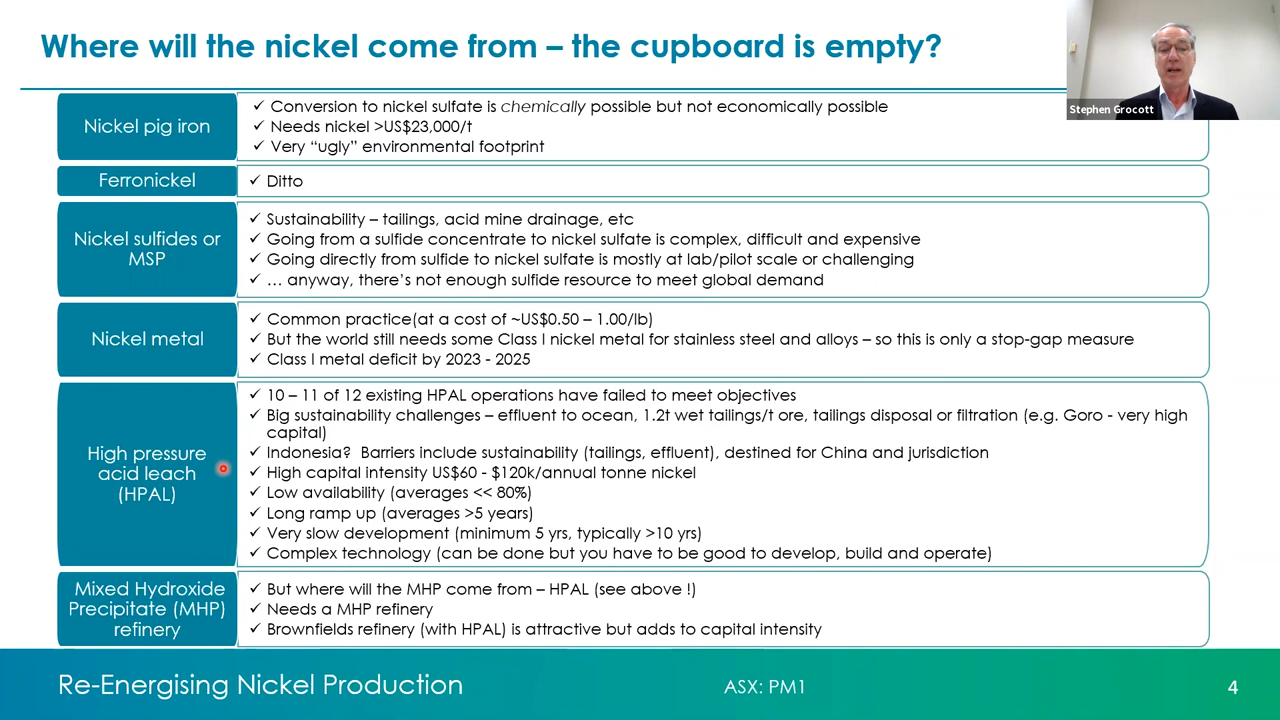 Where will the nickel come from – the cupboard is empty?
Stephen Grocott
Nickel pig iron
✓ Conversion to nickel sulfate is chemically possible but not economically possible
✓ Needs nickel >US$23,000/t
✓ Very “ugly” environmental footprint
Ferronickel
✓ Ditto
Nickel sulfides or
MSP
✓ Sustainability – tailings, acid mine drainage, etc
✓ Going from a sulfide concentrate to nickel sulfate is complex, difficult and expensive
✓ Going directly from sulfide to nickel sulfate is mostly at lab/pilot scale or challenging
✓ … anyway, there’s not enough sulfide resource to meet global demand
Nickel metal
✓ Common practice(at a cost of ~US$0.50 – 1.00/lb)
✓ But the world still needs some Class I nickel metal for stainless steel and alloys – so this is only a stop-gap measure
✓ Class I metal deficit by 2023 - 2025
High pressure
acid leach
(HPAL)
✓ 10 – 11 of 12 existing HPAL operations have failed to meet objectives
✓ Big sustainability challenges – effluent to ocean, 1.2t wet tailings/t ore, tailings disposal or filtration (e.g. Goro - very high
capital)
✓ Indonesia? Barriers include sustainability (tailings, effluent), destined for China and jurisdiction
✓ High capital intensity US$60 - $120k/annual tonne nickel
✓ Low availability (averages << 80%)
✓ Long ramp up (averages >5 years)
✓ Very slow development (minimum 5 yrs, typically >10 yrs)
✓ Complex technology (can be done but you have to be good to develop, build and operate)
Mixed Hydroxide
Precipitate (MHP)
refinery
✓ But where will the MHP come from – HPAL (see above !)
✓ Needs a MHP refinery
✓ Brownfields refinery (with HPAL) is attractive but adds to capital intensity
Re-Energising Nickel Production
ASX: PM1
4